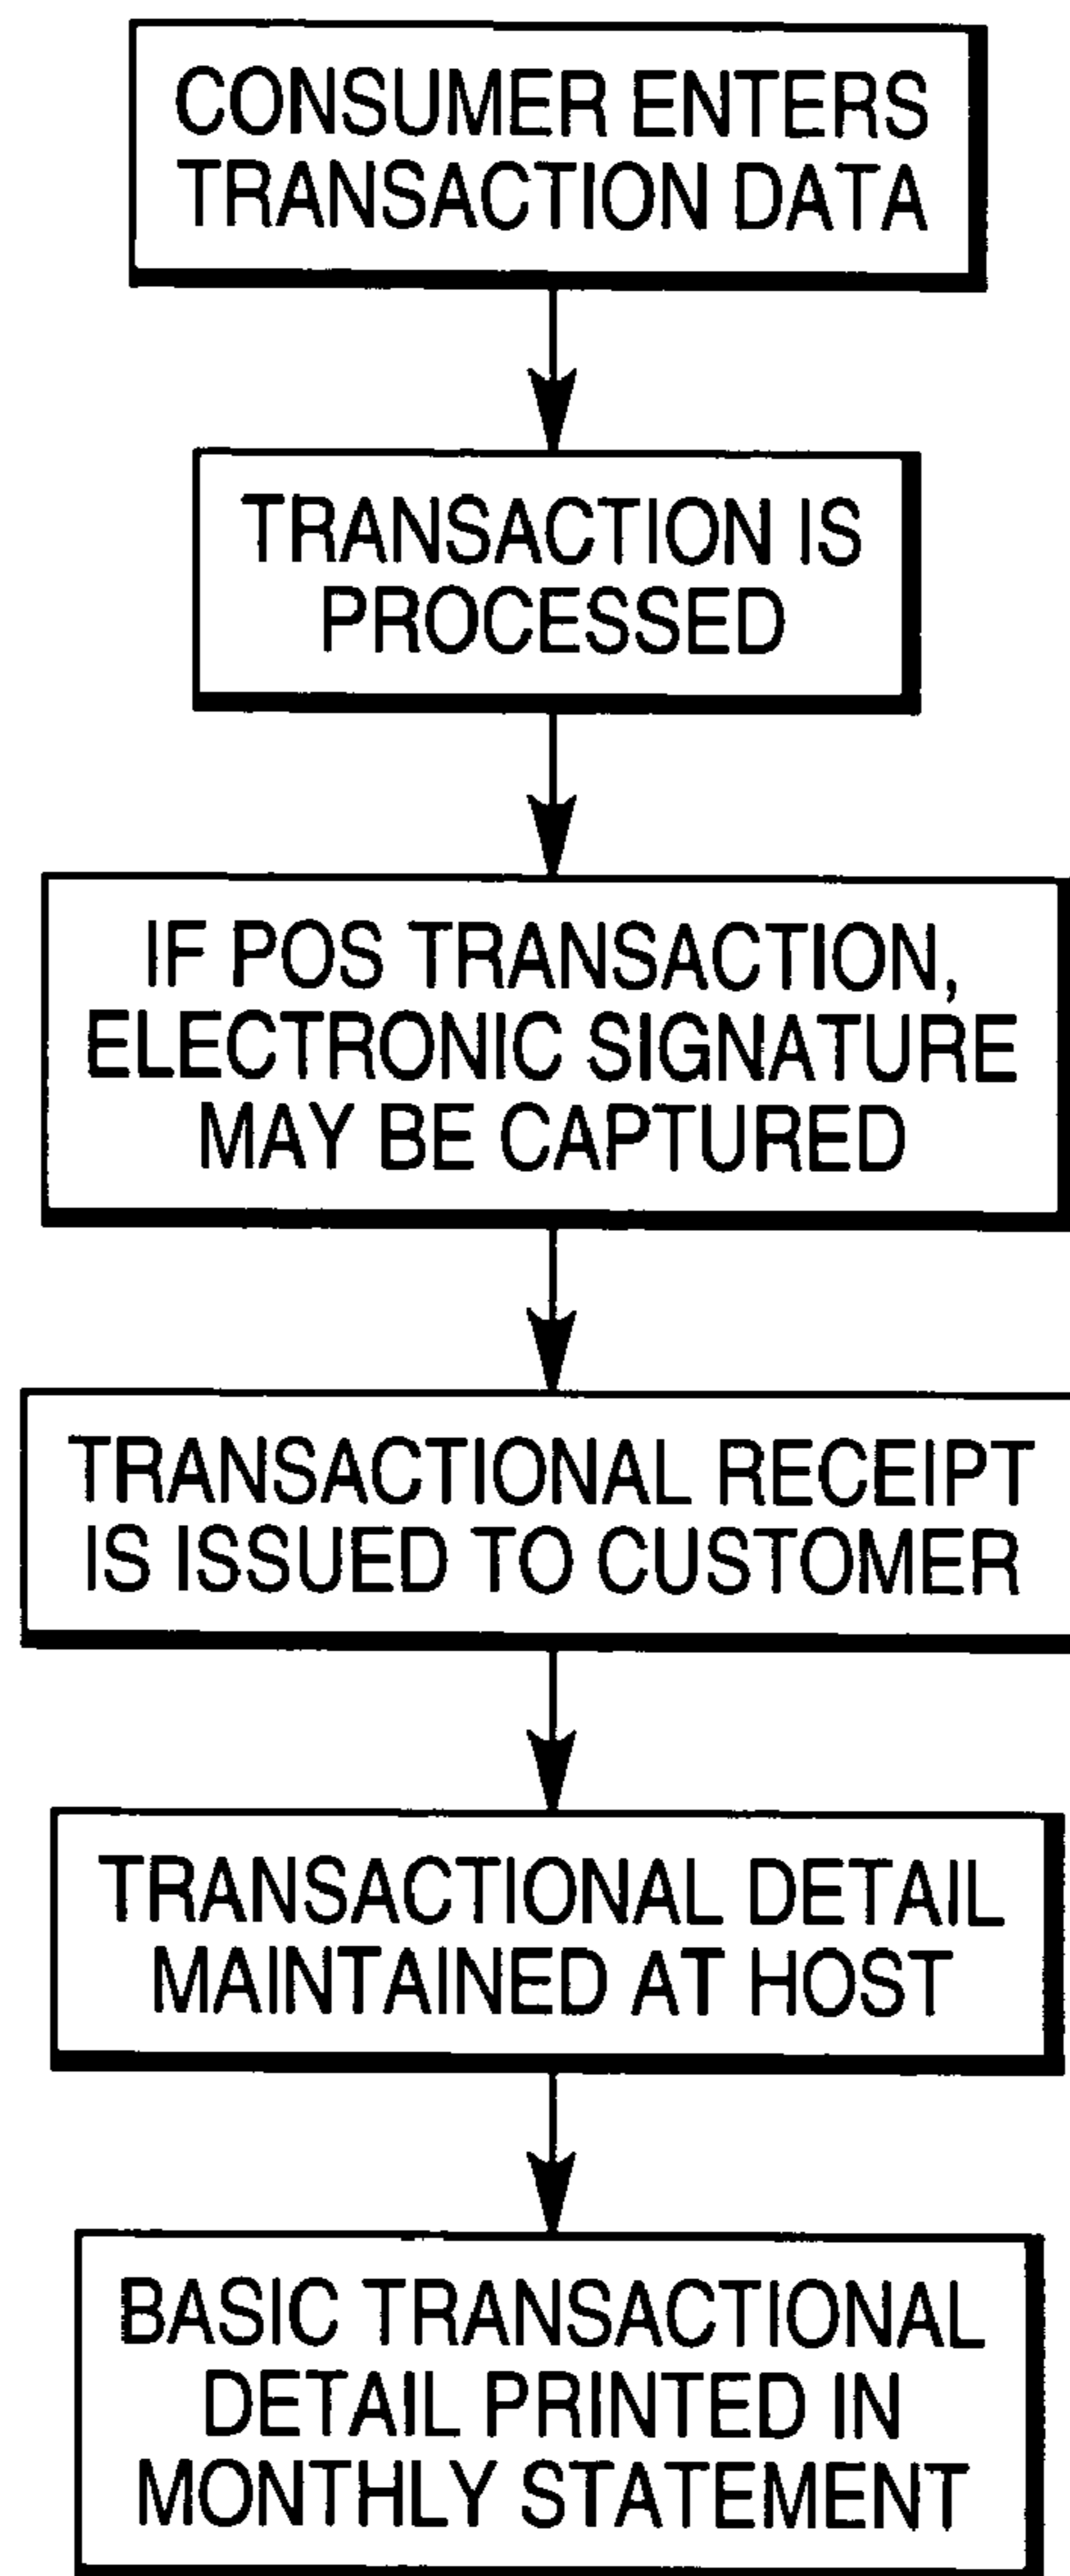 CONSUMER ENTERS
TRANSACTION DATA
TRANSACTION IS
PROCESSED
IF POS TRANSACTION,
ELECTRONIC SIGNATURE
MAY BE CAPTURED
TRANSACTIONAL RECEIPT
IS ISSUED TO CUSTOMER
TRANSACTIONAL DETAIL
MAINTAINED AT HOST
BASIC TRANSACTIONAL
DETAIL PRINTED IN
MONTHLY STATEMENT